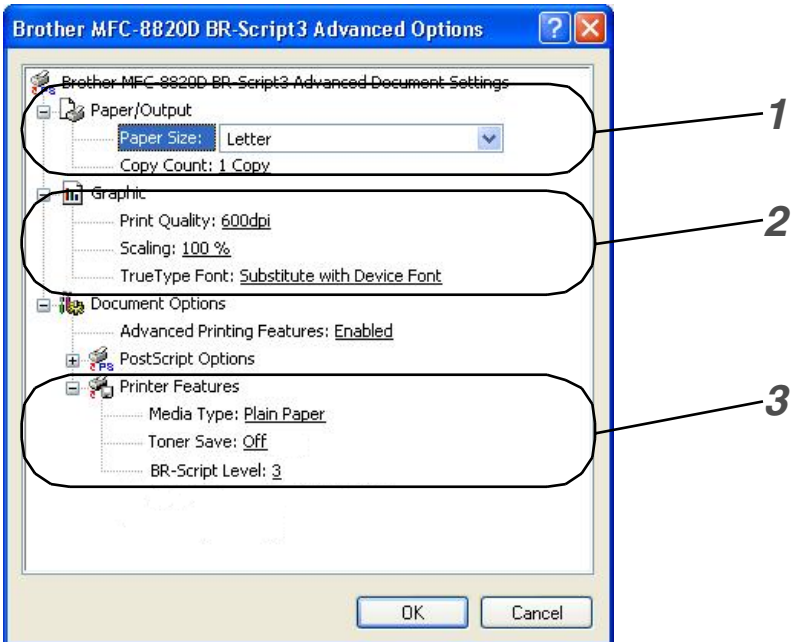 Brother MFC-8820D BR-Script3 Advanced Options
Brother MFC-8820D BR-Script3 Advanced Document Settings
Paper/Output
Paper Size: Letter
Copy Count: 1 Copy
1
Graphic
Print Quality: 600dpi
Scaling: 100 %
TrueType Font: Substitute with Device Font
2
Document Options
Advanced Printing Features: Enabled
PS PostScript Options
Printer Features
Media Type: Plain Paper
Toner Save: Off
BR-Script Level: 3
3
OK Cancel